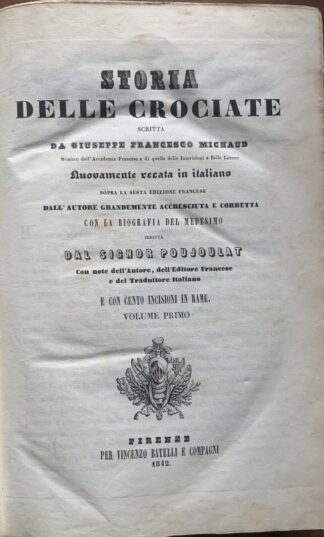 STORIA
DELLE CROCIATE
SCRITTA
DA GIUSEPPE FRANCESCO MICHAUD
Membro dell'Accademia Francese e di quella delle Inscrizioni e Belle Lettere
Nuovamente recata in italiano
SOPRA LA SESTA EDIZIONE FRANCESE
DALL'AUTORE GRANDEMENTE ACCRESCIUTA E CORRETTA
CON LA BIOGRAFIA DEL MEDESIMO
SCRITTA
DAL SIGNOR POUJOULAT
Con note dell'Autore, dell'Editore Francese
e del Traduttore Italiano
E CON CENTO INCISIONI IN RAME.
VOLUME PRIMO
FIRENZE
PER VINCENZO BATELLI E COMPAGNI
1842.